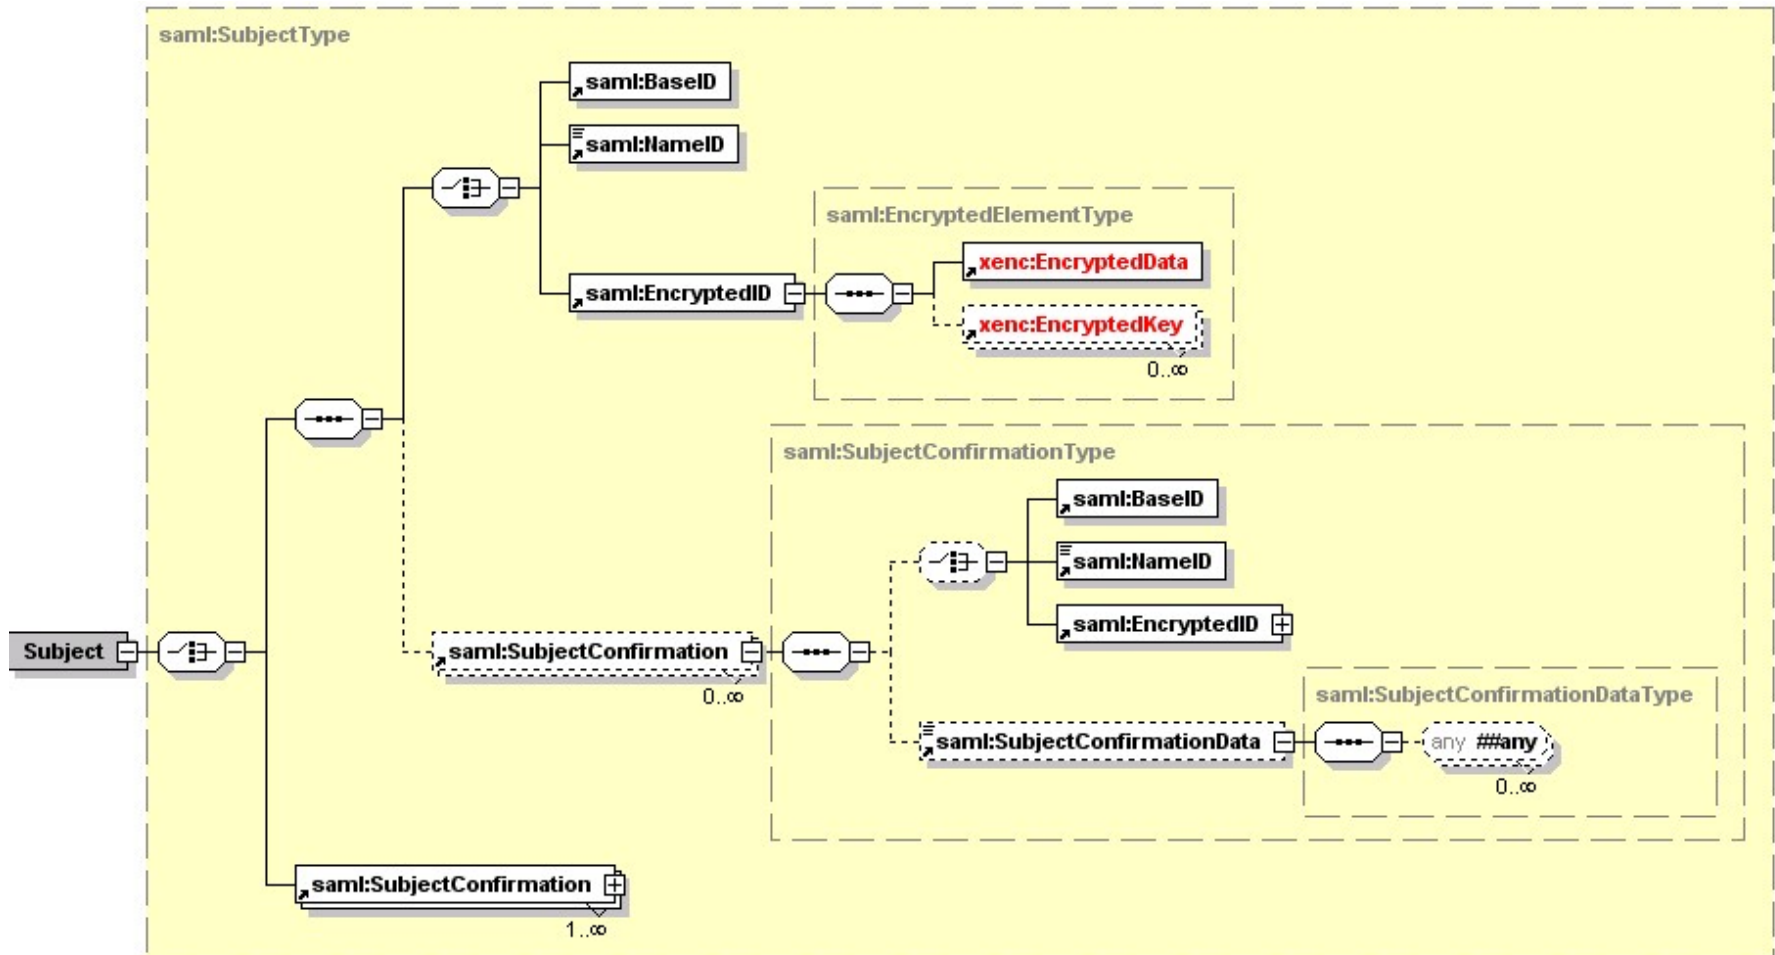 saml:SubjectType
saml:BaseID
saml:NameID
saml:EncryptedElementType
xenc:EncryptedData
saml:EncryptedID
xenc:EncryptedKey
0..∞
saml:SubjectConfirmationType
saml:BaseID
saml:NameID
saml:EncryptedID
Subject
saml:SubjectConfirmation
0..∞
saml:SubjectConfirmationDataType
saml:SubjectConfirmationData
any ##any
0..∞
saml:SubjectConfirmation
1..∞